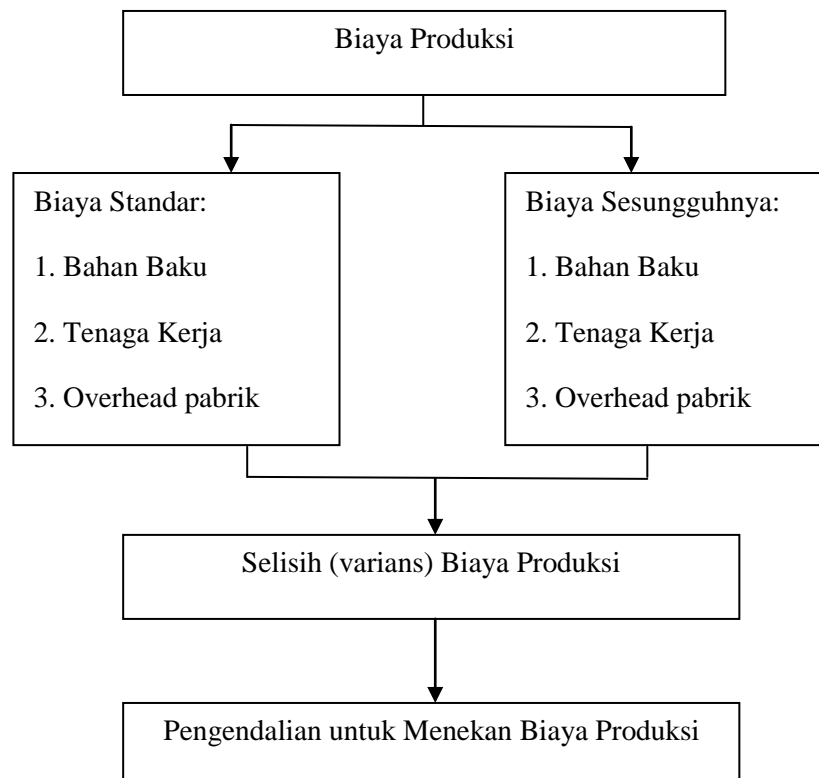 Biaya Produksi
Biaya Standar:
1. Bahan Baku
2. Tenaga Kerja
3. Overhead pabrik
Biaya Sesungguhnya:
1. Bahan Baku
2. Tenaga Kerja
3. Overhead pabrik
Selisih (varians) Biaya Produksi
Pengendalian untuk Menekan Biaya Produksi